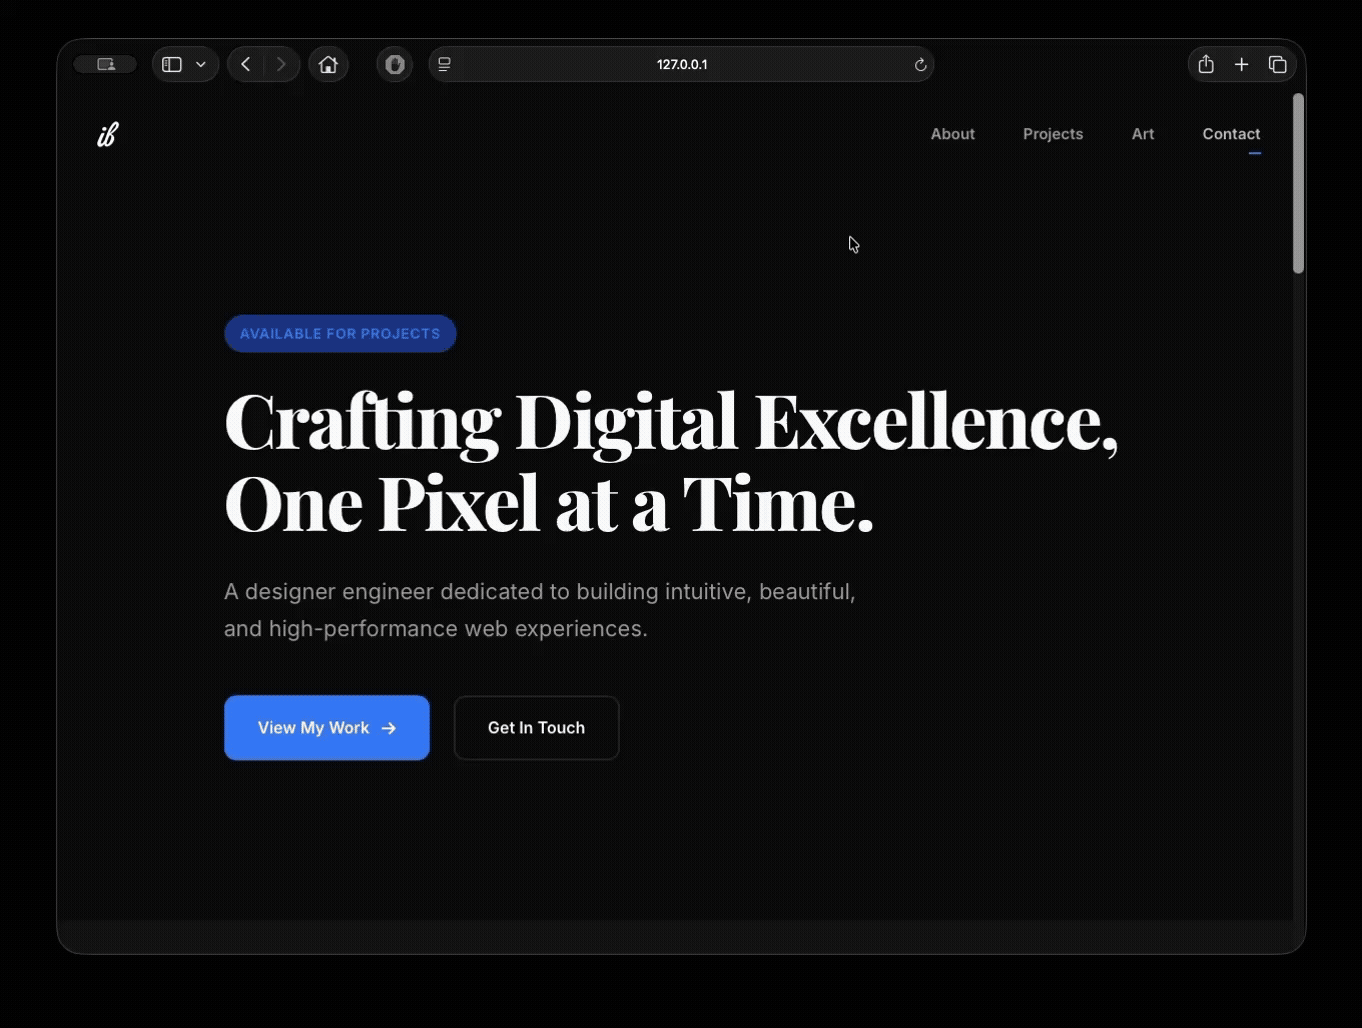 127.0.0.1
if
About
Projects
Art
Contact
AVAILABLE FOR PROJECTS
Crafting Digital Excellence,
One Pixel at a Time.
A designer engineer dedicated to building intuitive, beautiful,
and high-performance web experiences.
View My Work →
Get In Touch